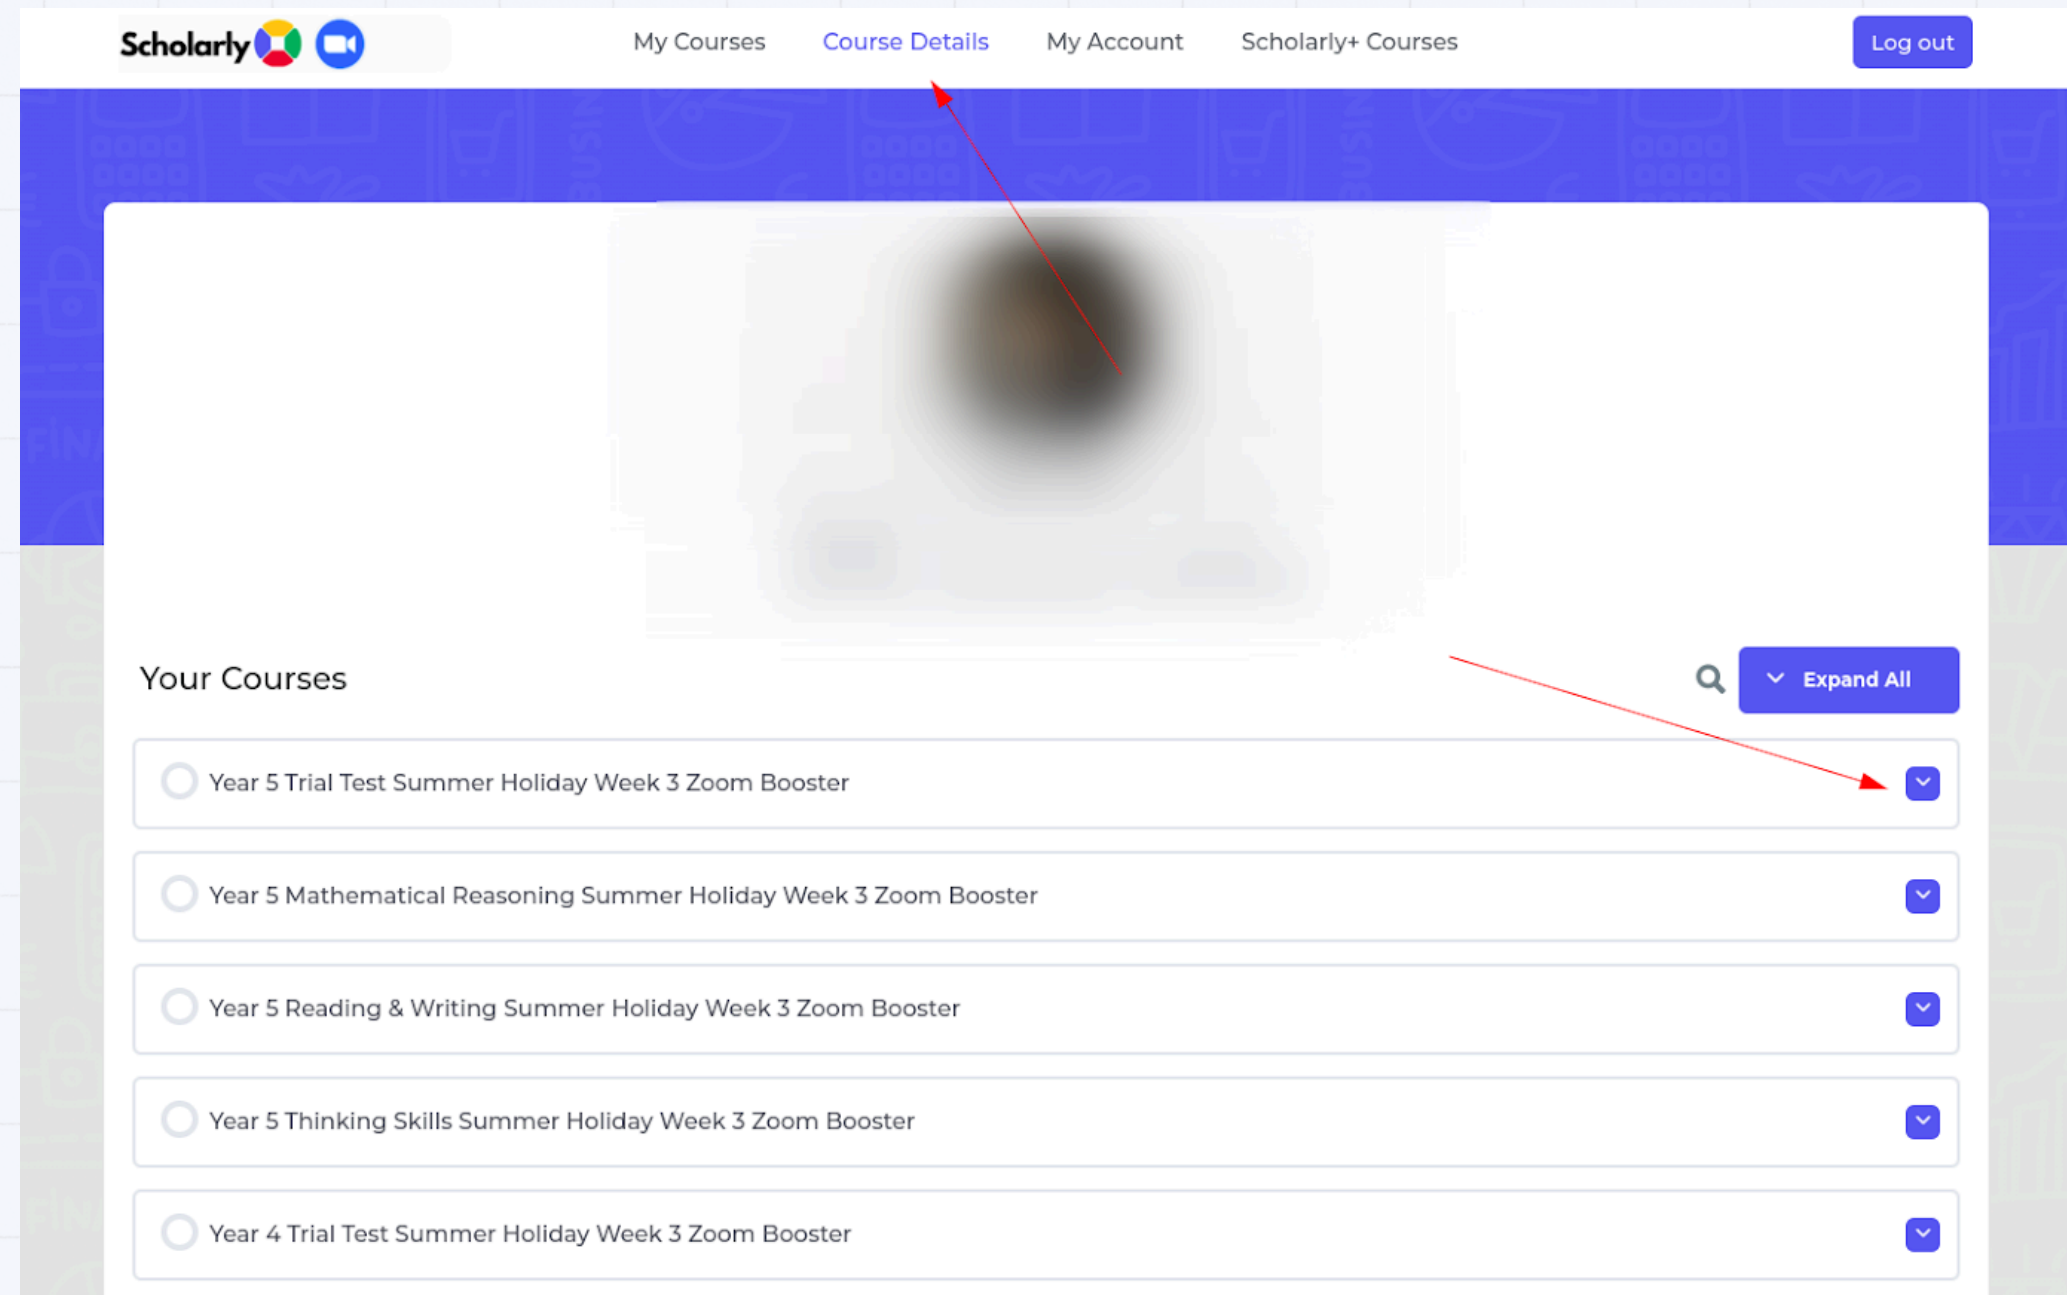 Scholarly
My Courses
Course Details
My Account
Scholarly+ Courses
Log out
BUSIN
BUSIN
FIN
Your Courses
Expand All
Year 5 Trial Test Summer Holiday Week 3 Zoom Booster
Year 5 Mathematical Reasoning Summer Holiday Week 3 Zoom Booster
Year 5 Reading & Writing Summer Holiday Week 3 Zoom Booster
Year 5 Thinking Skills Summer Holiday Week 3 Zoom Booster
Year 4 Trial Test Summer Holiday Week 3 Zoom Booster